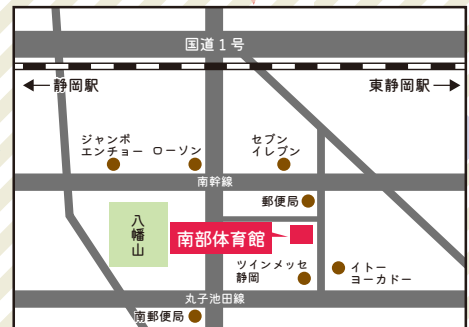 国道1号
静岡駅
東静岡駅
ジャンボ
エンチョー
ローソン
セブン
イレブン
南幹線
郵便局
八幡山
南部体育館
ツインメッセ
静岡
イトー
ヨーカドー
丸子池田線
南郵便局